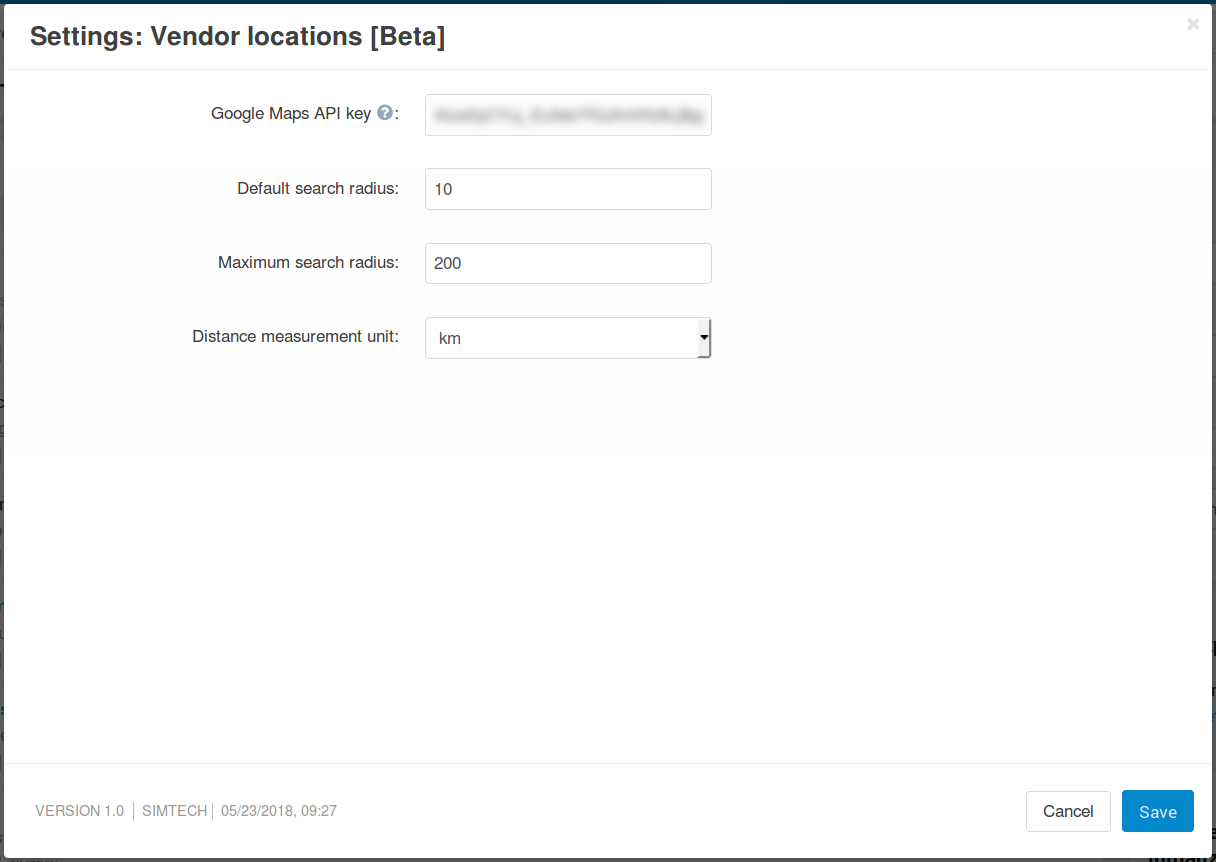 Settings: Vendor locations [Beta]
Google Maps API key ? :
Default search radius: 10
Maximum search radius: 200
Distance measurement unit: km
VERSION 1.0 | SIMTECH | 05/23/2018, 09:27
Cancel
Save